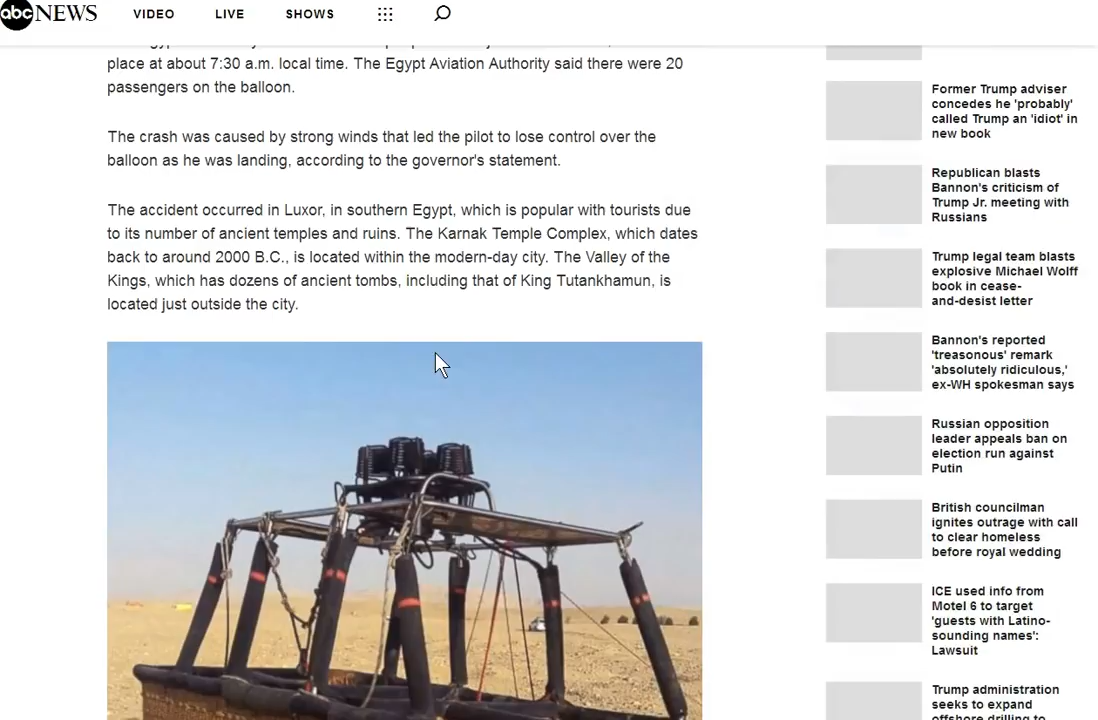 abc NEWS VIDEO LIVE SHOWS
place at about 7:30 a.m. local time. The Egypt Aviation Authority said there were 20
passengers on the balloon.
The crash was caused by strong winds that led the pilot to lose control over the
balloon as he was landing, according to the governor's statement.
The accident occurred in Luxor, in southern Egypt, which is popular with tourists due
to its number of ancient temples and ruins. The Karnak Temple Complex, which dates
back to around 2000 B.C., is located within the modern-day city. The Valley of the
Kings, which has dozens of ancient tombs, including that of King Tutankhamun, is
located just outside the city.
Former Trump adviser
concedes he 'probably'
called Trump an 'idiot' in
new book
Republican blasts
Bannon's criticism of
Trump Jr. meeting with
Russians
Trump legal team blasts
explosive Michael Wolff
book in cease-
and-desist letter
Bannon's reported
'treasonous' remark
'absolutely ridiculous,'
ex-WH spokesman says
Russian opposition
leader appeals ban on
election run against
Putin
British councilman
ignites outrage with call
to clear homeless
before royal wedding
ICE used info from
Motel 6 to target
'guests with Latino-
sounding names':
Lawsuit
Trump administration
seeks to expand
offshore drilling to